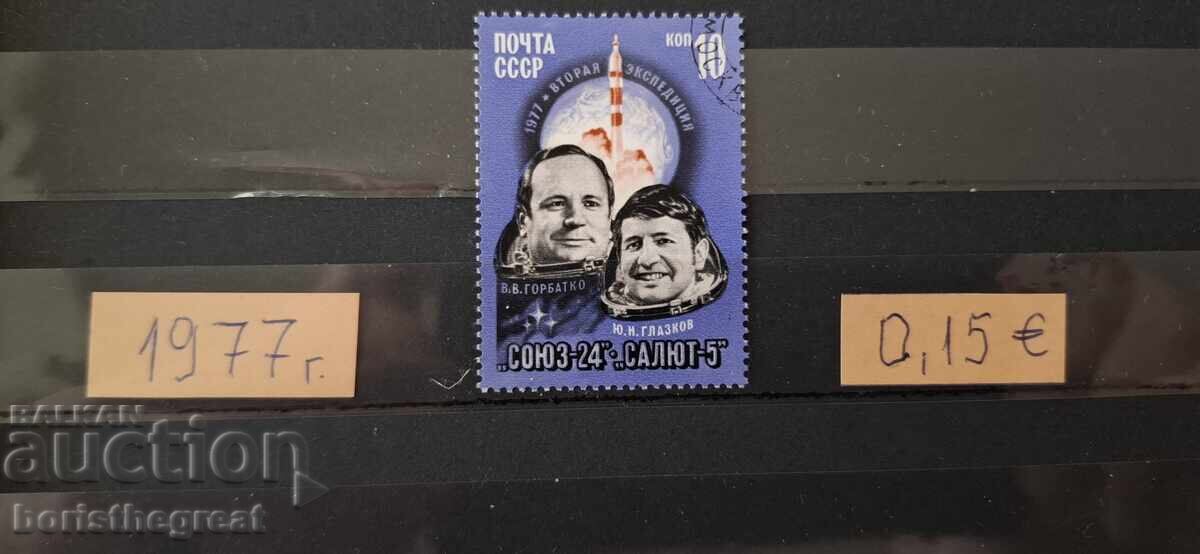 ПОЧТА
СССР
КОП 10
МОСКВА
1977 * ВТОРАЯ ЭКСПЕДИЦИЯ
В.В.ГОРБАТКО
Ю.Н.ГЛАЗКОВ
„СОЮЗ-24”·„САЛЮТ-5”
1977г.
0,15 €
BALKAN
auction
boristhegreat